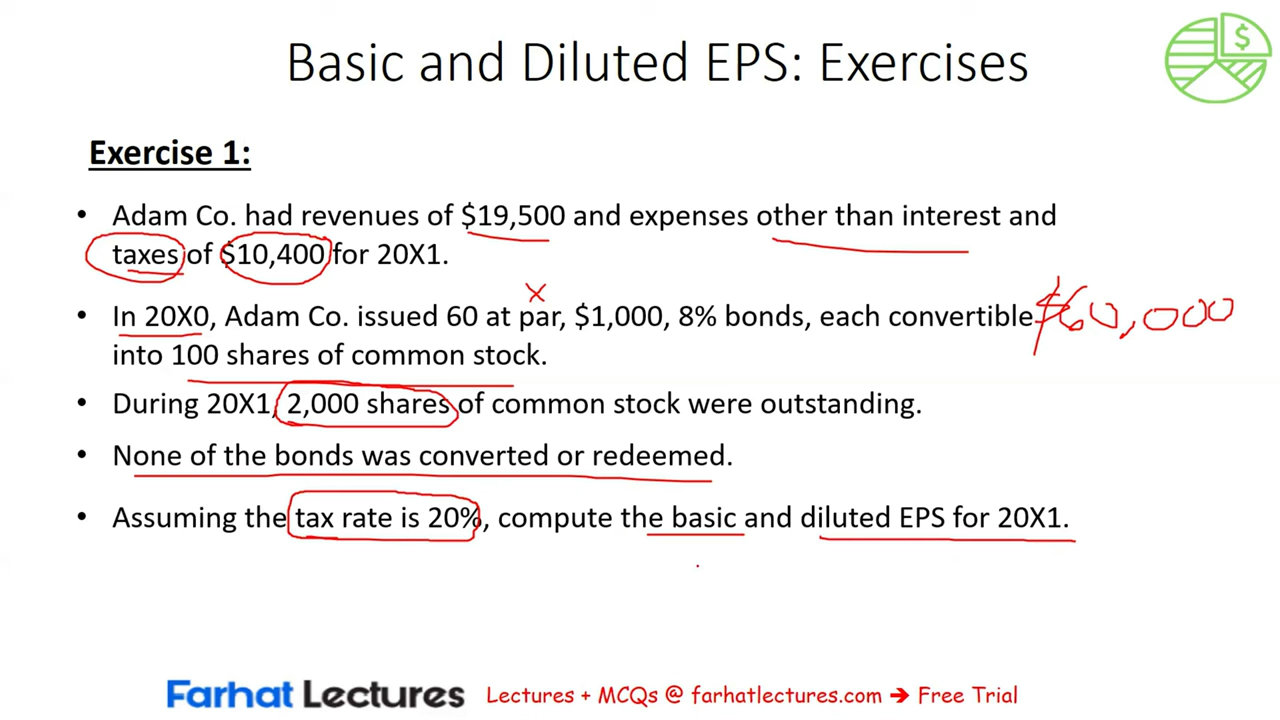 Basic and Diluted EPS: Exercises
$
Exercise 1:
• Adam Co. had revenues of $19,500 and expenses other than interest and
taxes of $10,400 for 20X1.
x
• In 20X0, Adam Co. issued 60 at par, $1,000, 8% bonds, each convertible $60,000
into 100 shares of common stock.
• During 20X1, 2,000 shares of common stock were outstanding.
• None of the bonds was converted or redeemed.
• Assuming the tax rate is 20%, compute the basic and diluted EPS for 20X1.
Farhat Lectures Lectures + MCQs @ farhatlectures.com ➔ Free Trial